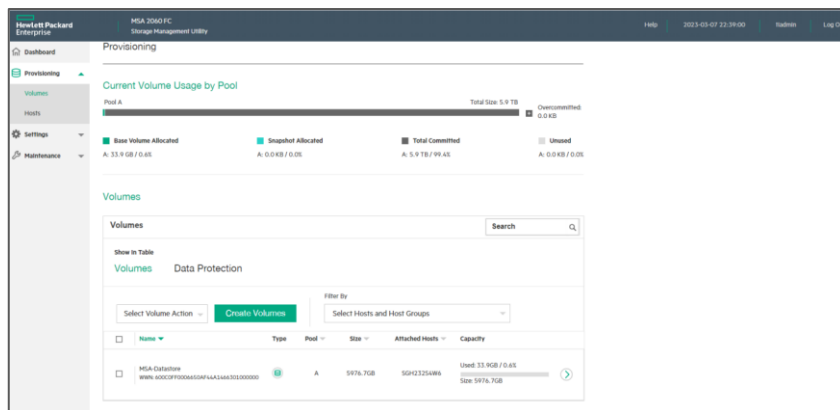 Hewlett Packard
Enterprise
MSA 2060 FC
Storage Management Utility
Help
2023-03-07 22:39:00
Log O
Dashboard
Provisioning
Volumes
Hosts
Settings
Maintenance
Provisioning
Current Volume Usage by Pool
Pool A
Total Size: 5.9 TB
Overcommitted:
0.0 KB
Base Volume Allocated
Snapshot Allocated
Total Committed
Unused
A: 33.9 GB / 0.6%
A: 0.0 KB / 0.0%
A: 5.9 TB / 99.4%
A: 0.0 KB / 0.0%
Volumes
Volumes
Search
Show In Table
Volumes Data Protection
Filter By
Select Volume Action
Create Volumes
Select Hosts and Host Groups
Name Type Pool Size Attached Hosts Capacity
MSA-Datastore
WWN:
A
5976.7GB
SGH232S4W6
Used: 33.9GB / 0.6%
Size: 5976.7GB